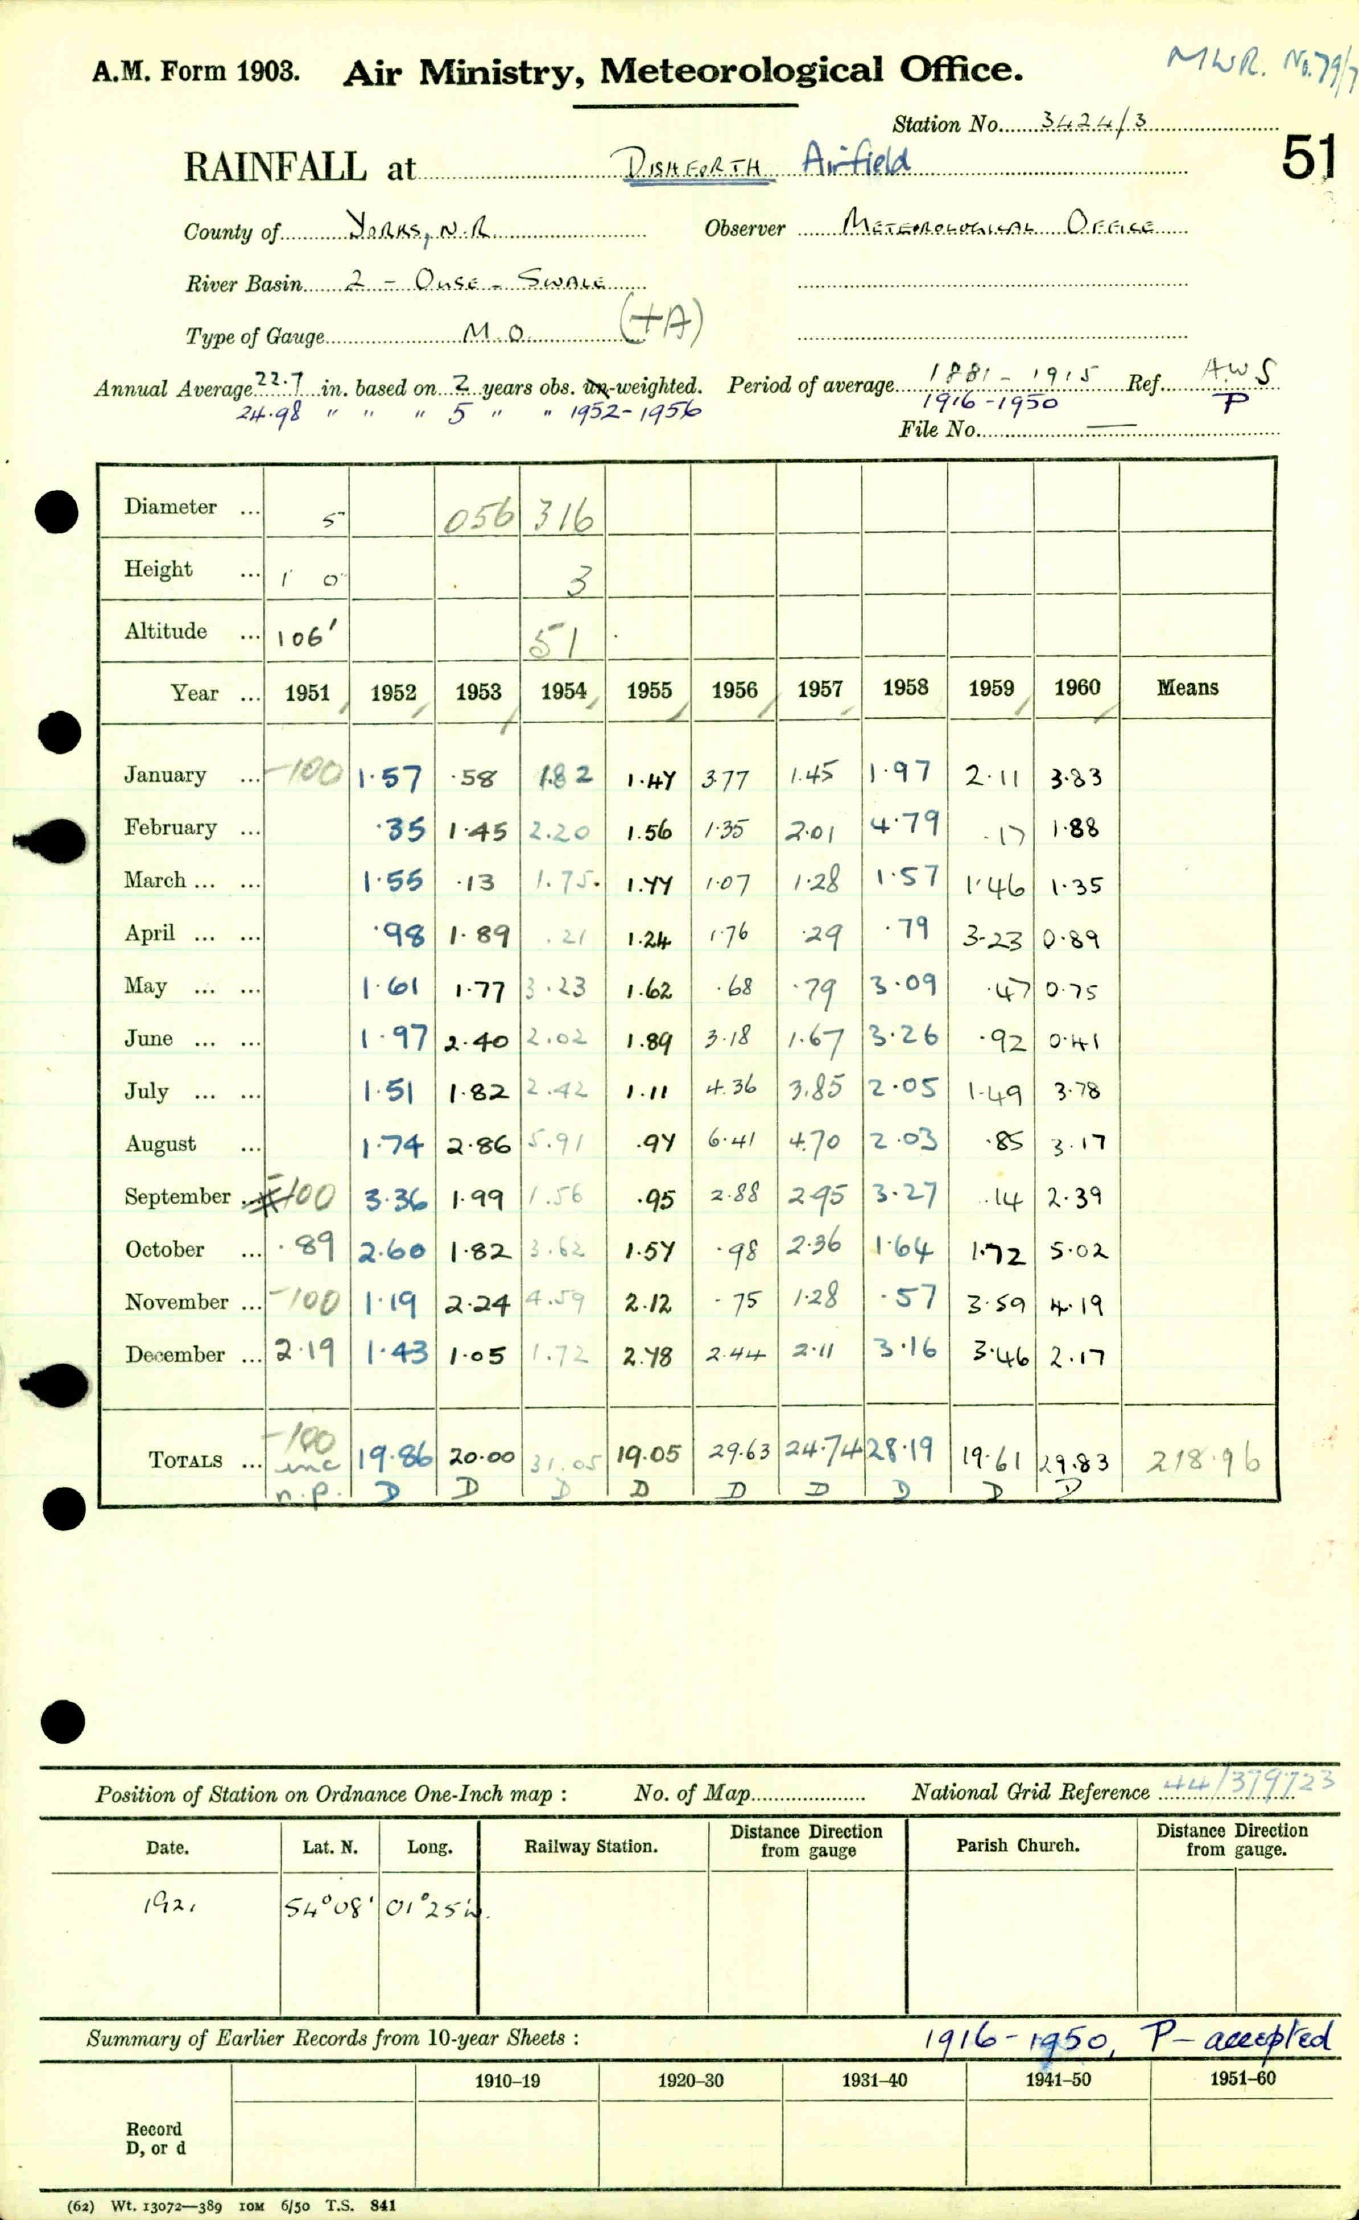 MWR. No.79/7
A.M. Form 1903. Air Ministry, Meteorological Office.
Station No. 3424/3
51
RAINFALL at DISHFORTH Airfield
County of YORKS, N.R. Observer METEOROLOGICAL OFFICE
River Basin 2 - OUSE - SWALE
Type of Gauge M.O. (+A)
Annual Average 22.7 in. based on 2 years obs. un-weighted. Period of average 1881 - 1915 Ref. A.W.S
24.98 " " " 5 " " 1952-1956 1916-1950 P
File No. —
Diameter ... 5 056 316
Height ... 1 0 3
Altitude ... 106' 51
Year ... 1951 1952 1953 1954 1955 1956 1957 1958 1959 1960 Means
January ... -100 1.57 .58 1.82 1.47 3.77 1.45 1.97 2.11 3.83
February ... .35 1.45 2.20 1.56 1.35 2.01 4.79 .17 1.88
March ... ... 1.55 .13 1.75 1.44 1.07 1.28 1.57 1.46 1.35
April ... ... .98 1.89 .21 1.24 1.76 .29 .79 3.23 0.89
May ... ... 1.61 1.77 3.23 1.62 .68 .79 3.09 .47 0.75
June ... ... 1.97 2.40 2.02 1.89 3.18 1.67 3.26 .92 0.41
July ... ... 1.51 1.82 2.42 1.11 4.36 3.85 2.05 1.49 3.78
August ... 1.74 2.86 5.91 .94 6.41 4.70 2.03 .85 3.17
September ... -100 3.36 1.99 1.56 .95 2.88 2.95 3.27 .14 2.39
October ... .89 2.60 1.82 3.62 1.57 .98 2.36 1.64 1.72 5.02
November ... -100 1.19 2.24 4.59 2.12 .75 1.28 .57 3.59 4.19
December ... 2.19 1.43 1.05 1.72 2.78 2.44 2.11 3.16 3.46 2.17
TOTALS ... -100 inc 19.86 20.00 31.05 19.05 29.63 24.74 28.19 19.61 29.83 218.96
n.p. D D D D D D D D D
Position of Station on Ordnance One-Inch map : No. of Map National Grid Reference 44/379723
Date. Lat. N. Long. Railway Station. Distance from gauge Direction Parish Church. Distance from gauge. Direction
1921 54°08' 01°25'W.
Summary of Earlier Records from 10-year Sheets : 1916-1950, P - accepted
1910–19 1920–30 1931–40 1941–50 1951–60
Record
D, or d
(62) Wt. 13072—389 10M 6/50 T.S. 841